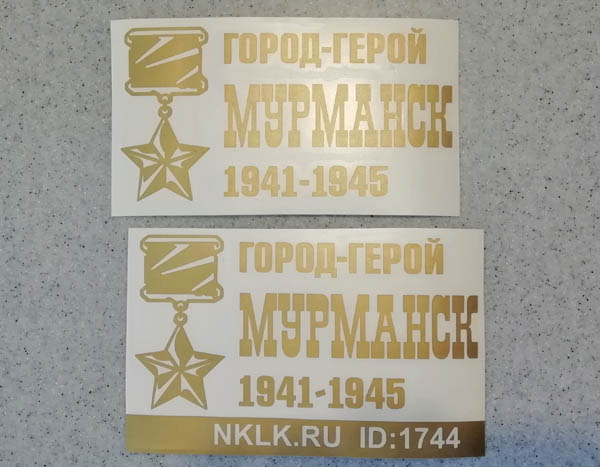 ГОРОД-ГЕРОЙ
МУРМАНСК
1941-1945
ГОРОД-ГЕРОЙ
МУРМАНСК
1941-1945
NKLK.RU ID:1744